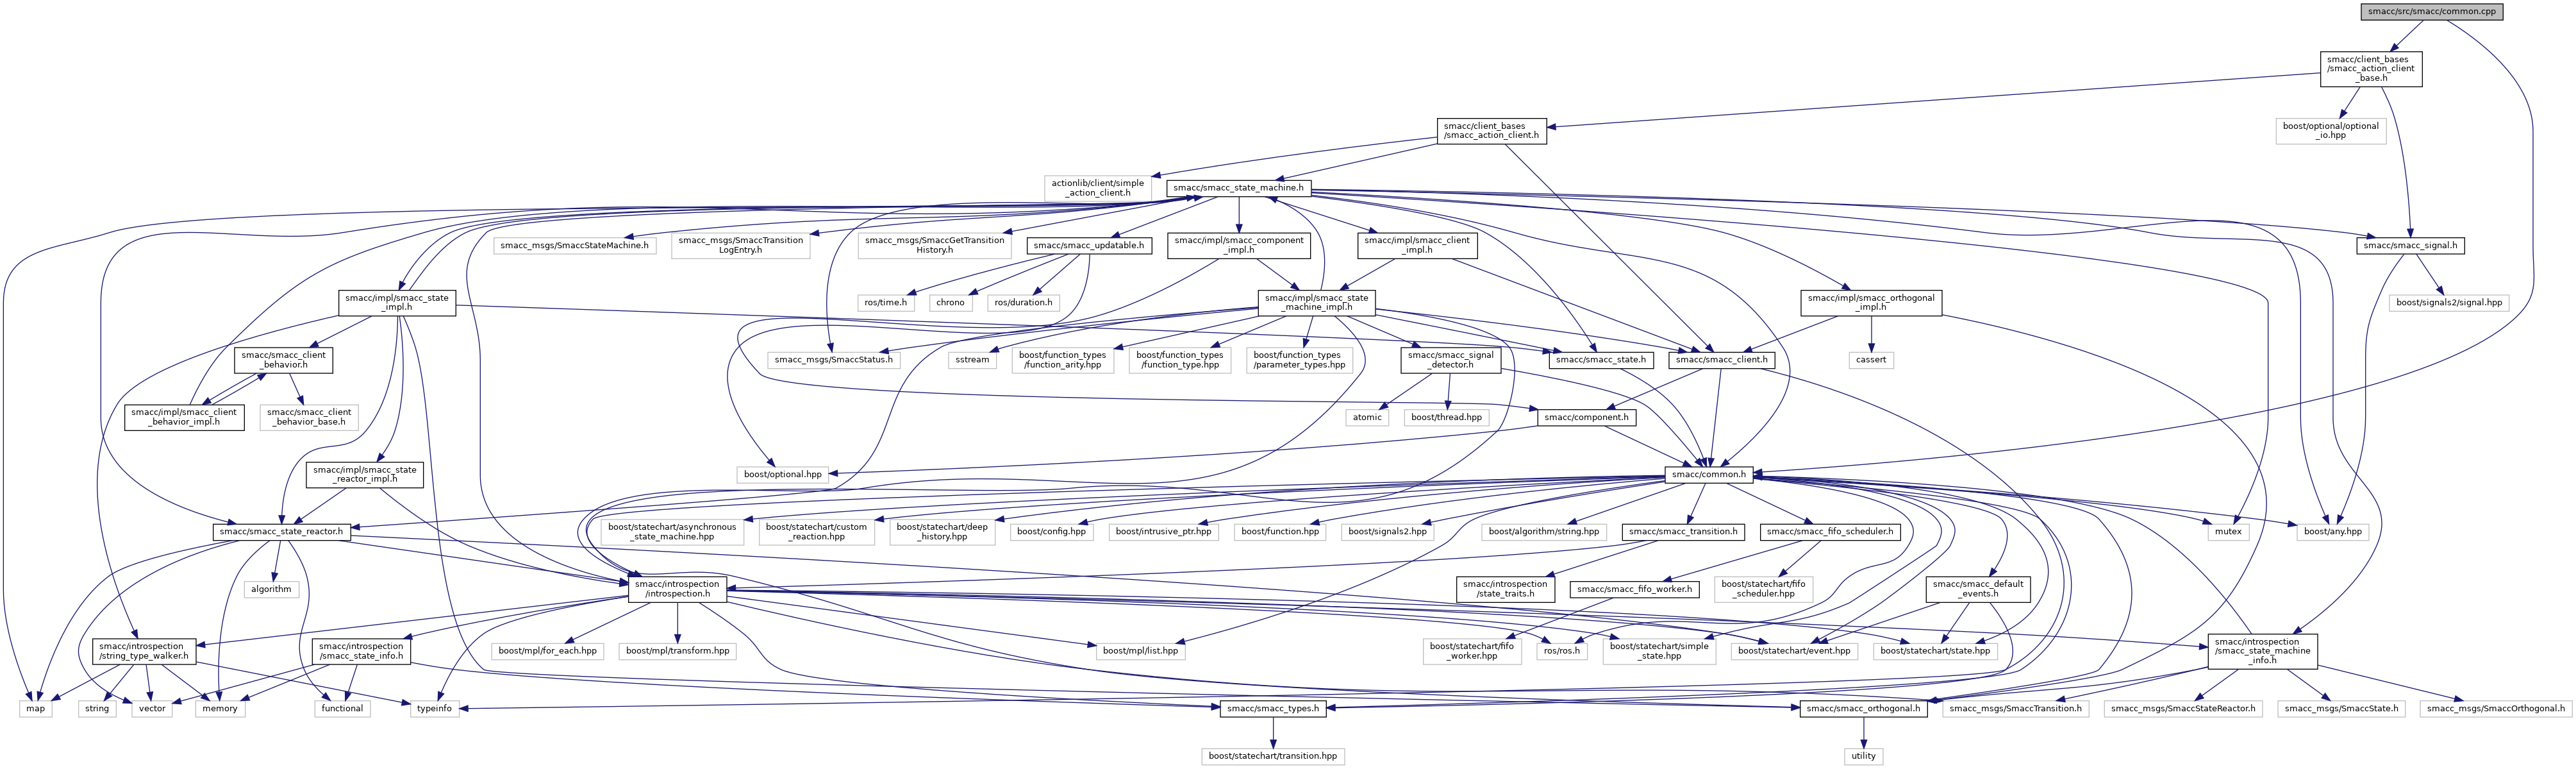 smacc/src/smacc/common.cpp
smacc/client_bases
/smacc_action_client
_base.h
smacc/client_bases
/smacc_action_client.h
boost/optional/optional
_io.hpp
actionlib/client/simple
_action_client.h
smacc/smacc_state_machine.h
smacc_msgs/SmaccStateMachine.h
smacc_msgs/SmaccTransition
LogEntry.h
smacc_msgs/SmaccGetTransition
History.h
smacc/smacc_updatable.h
smacc/impl/smacc_component
_impl.h
smacc/impl/smacc_client
_impl.h
smacc/smacc_signal.h
smacc/impl/smacc_state
_impl.h
ros/time.h
chrono
ros/duration.h
smacc/impl/smacc_state
_machine_impl.h
smacc/impl/smacc_orthogonal
_impl.h
boost/signals2/signal.hpp
smacc/smacc_client
_behavior.h
smacc_msgs/SmaccStatus.h
sstream
boost/function_types
/function_arity.hpp
boost/function_types
/function_type.hpp
boost/function_types
/parameter_types.hpp
smacc/smacc_signal
_detector.h
smacc/smacc_state.h
smacc/smacc_client.h
cassert
smacc/impl/smacc_client
_behavior_impl.h
smacc/smacc_client
_behavior_base.h
atomic
boost/thread.hpp
smacc/component.h
smacc/impl/smacc_state
_reactor_impl.h
boost/optional.hpp
smacc/common.h
smacc/smacc_state_reactor.h
boost/statechart/asynchronous
_state_machine.hpp
boost/statechart/custom
_reaction.hpp
boost/statechart/deep
_history.hpp
boost/config.hpp
boost/intrusive_ptr.hpp
boost/function.hpp
boost/signals2.hpp
boost/algorithm/string.hpp
smacc/smacc_transition.h
smacc/smacc_fifo_scheduler.h
mutex
boost/any.hpp
algorithm
smacc/introspection
/introspection.h
smacc/introspection
/state_traits.h
smacc/smacc_fifo_worker.h
boost/statechart/fifo
_scheduler.hpp
smacc/smacc_default
_events.h
smacc/introspection
/string_type_walker.h
smacc/introspection
/smacc_state_info.h
boost/mpl/for_each.hpp
boost/mpl/transform.hpp
boost/mpl/list.hpp
boost/statechart/fifo
_worker.hpp
ros/ros.h
boost/statechart/simple
_state.hpp
boost/statechart/event.hpp
boost/statechart/state.hpp
smacc/introspection
/smacc_state_machine
_info.h
map
string
vector
memory
functional
typeinfo
smacc/smacc_types.h
smacc/smacc_orthogonal.h
smacc_msgs/SmaccTransition.h
smacc_msgs/SmaccStateReactor.h
smacc_msgs/SmaccState.h
smacc_msgs/SmaccOrthogonal.h
boost/statechart/transition.hpp
utility